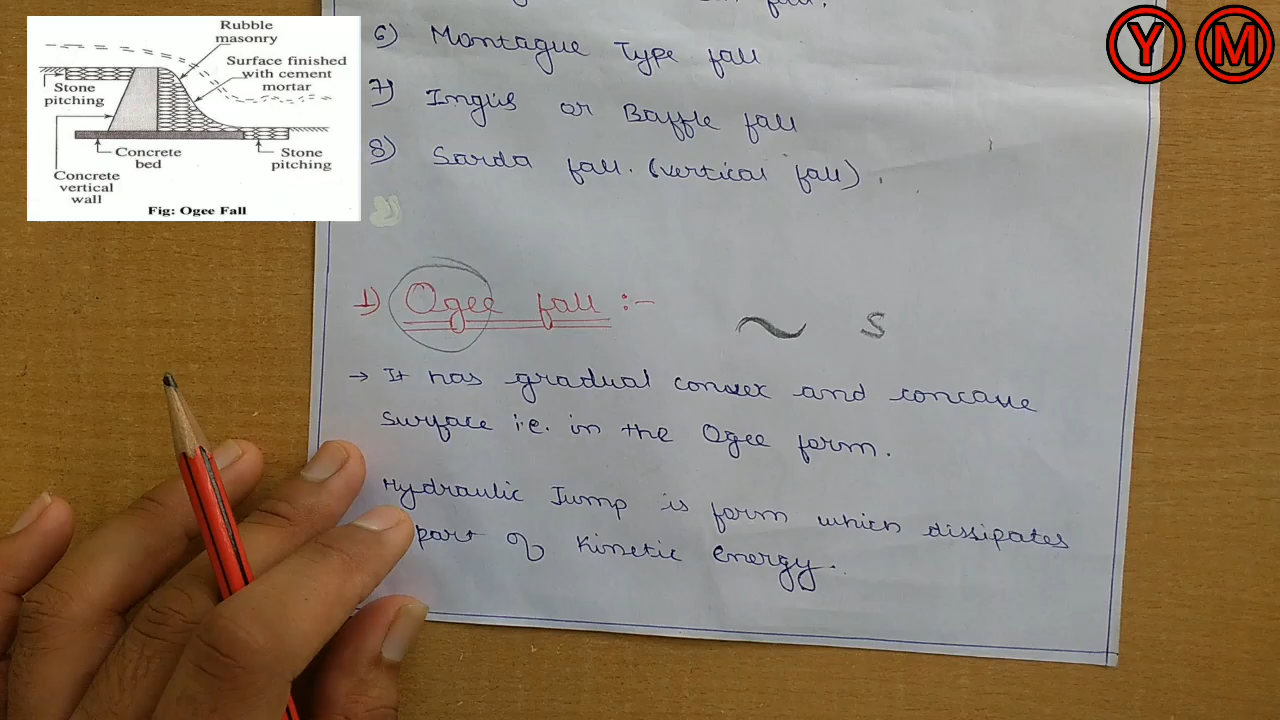 Rubble
masonry
Surface finished
with cement
mortar
Stone
pitching
Concrete
bed
Stone
pitching
Concrete
vertical
wall
Fig: Ogee Fall
Y M
fall.
6) Montague Type fall
7) Inglis or Baffle fall
8) Sarda fall. (vertical fall).
1) Ogee fall :-
~ S
→ It has gradual convex and concave
surface i.e. in the Ogee form.
Hydraulic Jump is form which dissipates
part of Kinetic Energy.